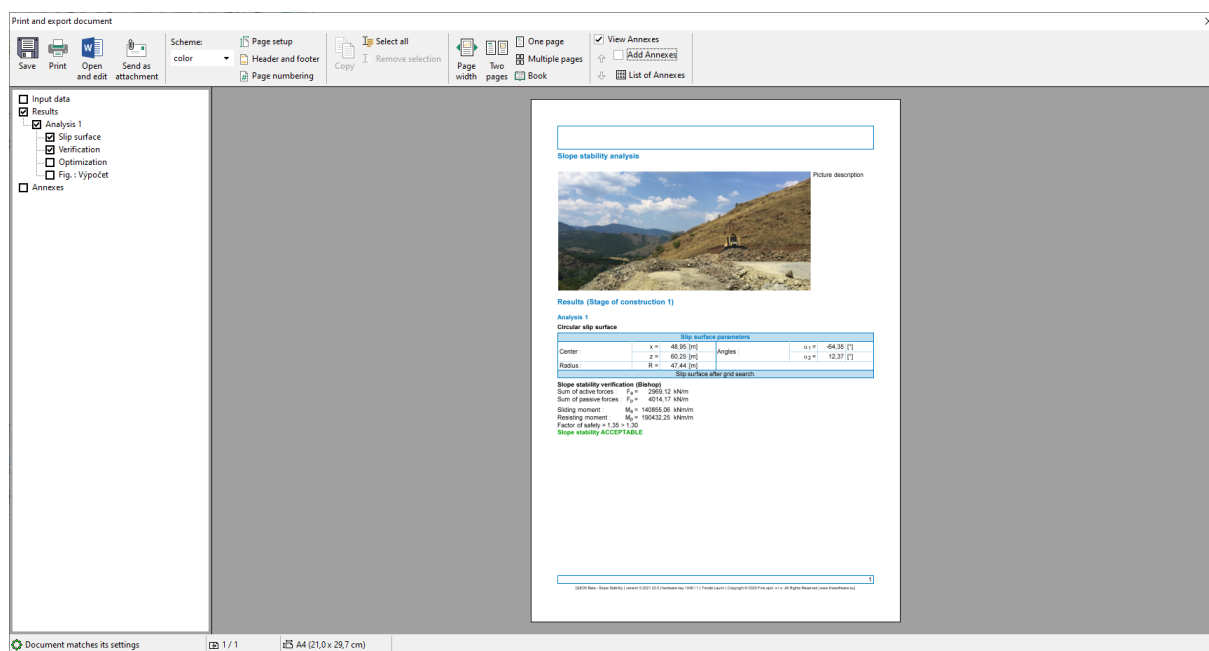 Print and export document
Save
Print
Open and edit
Send as attachment
Scheme:
color
Page setup
Header and footer
Page numbering
Copy
Select all
Remove selection
Page width
Two pages
One page
Multiple pages
Book
View Annexes
Add Annexes
List of Annexes
Input data
Results
Analysis 1
Slip surface
Verification
Optimization
Fig. : Výpočet
Annexes
Slope stability analysis
Picture description
Results (Stage of construction 1)
Analysis 1
Circular slip surface
Slip surface parameters
Center : x = 48,95 [m] Angles : α1 = -64,35 [°]
z = 60,25 [m] α2 = 12,37 [°]
Radius : R = 47,44 [m]
Slip surface after grid search.
Slope stability verification (Bishop)
Sum of active forces : Fa = 2969,12 kN/m
Sum of passive forces : Fp = 4014,17 kN/m
Sliding moment : Ma = 140855,06 kNm/m
Resisting moment : Mp = 190432,25 kNm/m
Factor of safety = 1,35 > 1,30
Slope stability ACCEPTABLE
1
Document matches its settings
1 / 1
A4 (21,0 x 29,7 cm)